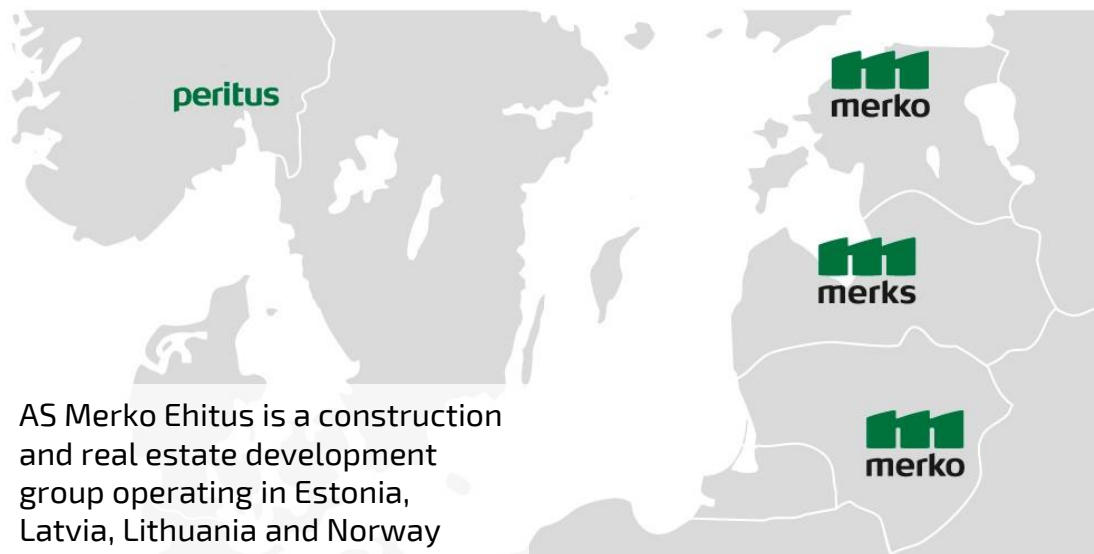 peritus
merko
merks
merko
AS Merko Ehitus is a construction
and real estate development
group operating in Estonia,
Latvia, Lithuania and Norway